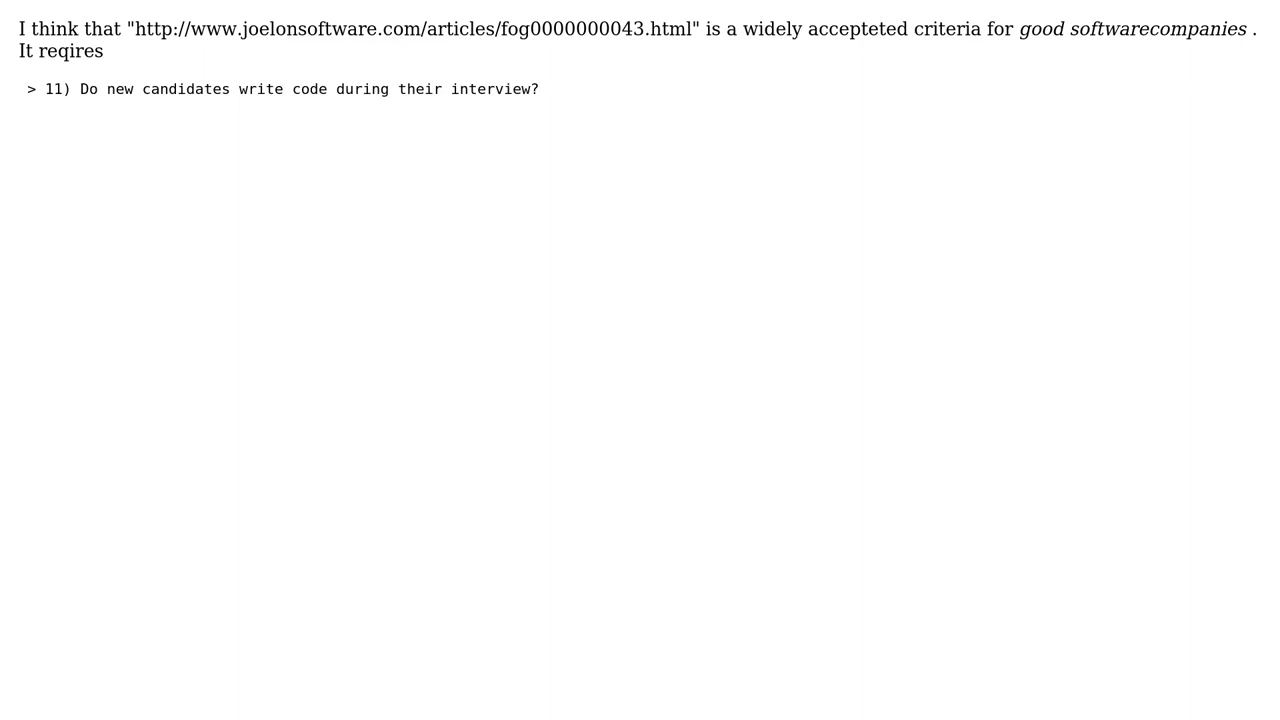 I think that "http://www.joelonsoftware.com/articles/fog0000000043.html" is a widely accepteted criteria for good softwarecompanies .
It reqires
> 11) Do new candidates write code during their interview?